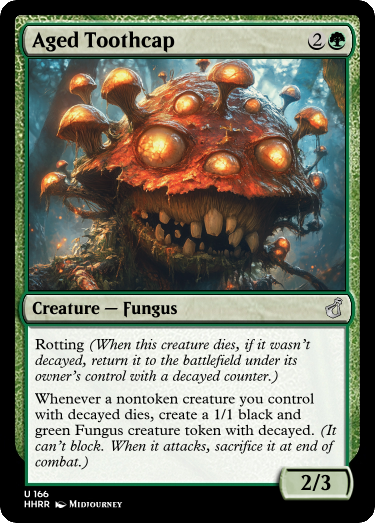 Aged Toothcap 2
Creature — Fungus
Rotting (When this creature dies, if it wasn't
decayed, return it to the battlefield under its
owner's control with a decayed counter.)
Whenever a nontoken creature you control
with decayed dies, create a 1/1 black and
green Fungus creature token with decayed. (It
can't block. When it attacks, sacrifice it at end of
combat.)
2/3
U 166
HHRR Midjourney